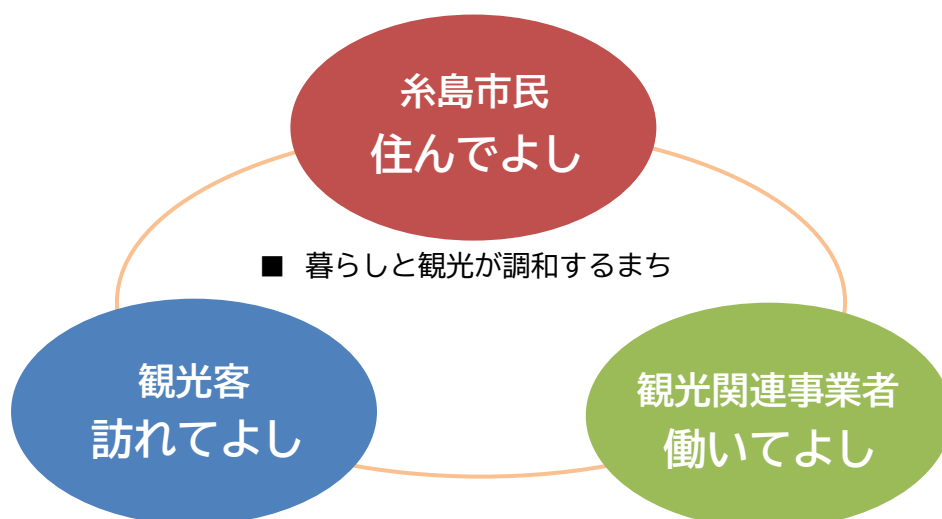 糸島市民
住んでよし
■ 暮らしと観光が調和するまち
観光客
訪れてよし
観光関連事業者
働いてよし